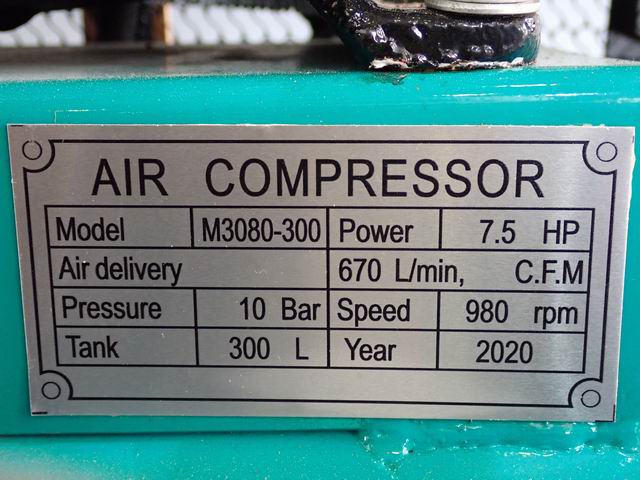 AIR COMPRESSOR
Model M3080-300 Power 7.5 HP
Air delivery 670 L/min, C.F.M
Pressure 10 Bar Speed 980 rpm
Tank 300 L Year 2020